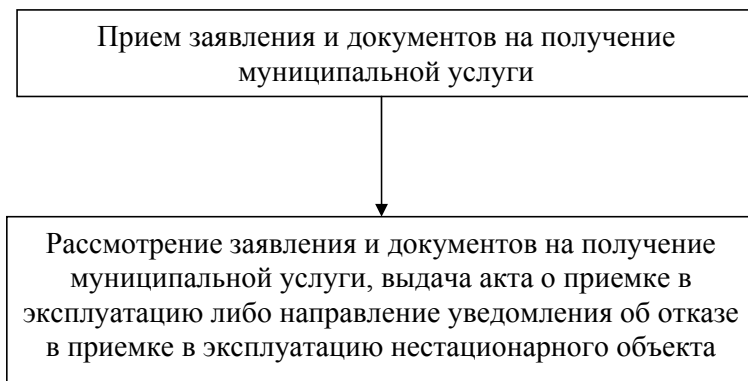 Прием заявления и документов на получение
муниципальной услуги
Рассмотрение заявления и документов на получение
муниципальной услуги, выдача акта о приемке в
эксплуатацию либо направление уведомления об отказе
в приемке в эксплуатацию нестационарного объекта